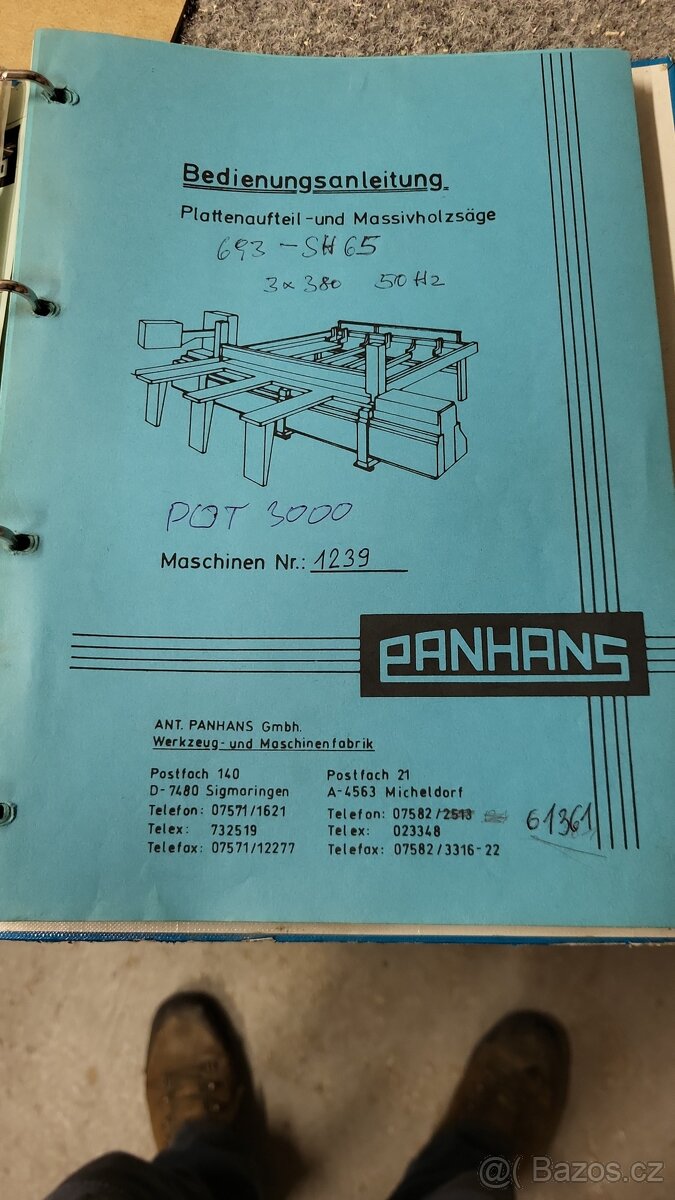 Bedienungsanleitung
Plattenaufteil-und Massivholzsäge
693-SH65
3x380 50Hz
POT 3000
Maschinen Nr.: 1239
PANHANS
ANT. PANHANS Gmbh.
Werkzeug- und Maschinenfabrik
Postfach 140
D-7480 Sigmaringen
Telefon: 07571/1621
Telex: 732519
Telefax: 07571/12277
Postfach 21
A-4563 Micheldorf
Telefon: 07582/2513 61361
Telex: 023348
Telefax: 07582/3316-22
@( Bazos.cz